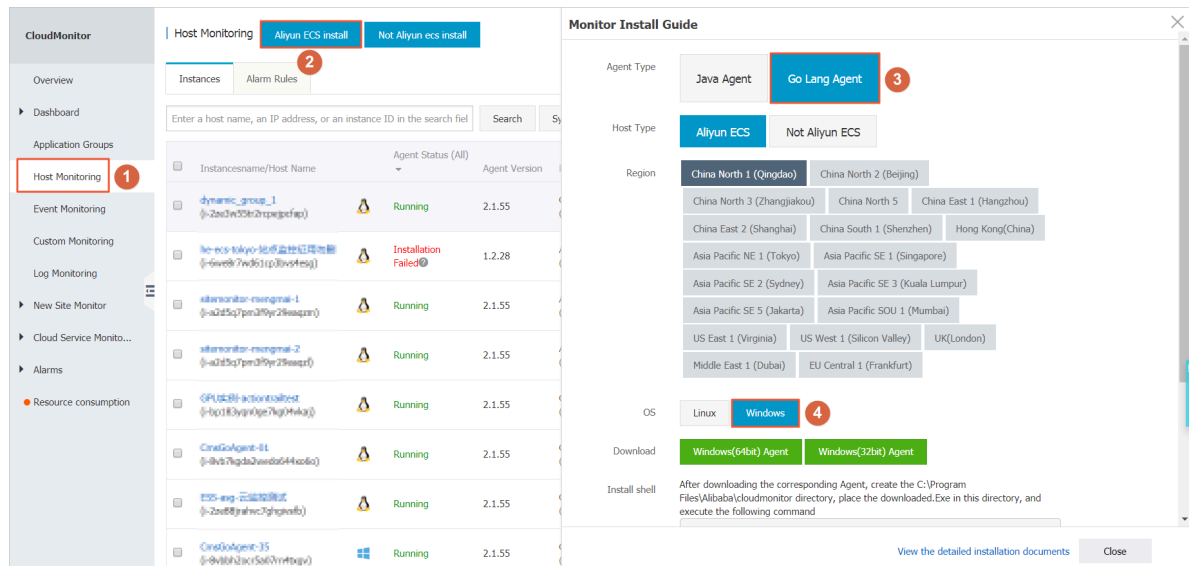 CloudMonitor
Overview
Dashboard
Application Groups
Host Monitoring
1
Event Monitoring
Custom Monitoring
Log Monitoring
New Site Monitor
Cloud Service Monito...
Alarms
Resource consumption
Host Monitoring Aliyun ECS install Not Aliyun ecs install
2
Instances Alarm Rules
Enter a host name, an IP address, or an instance ID in the search fiel Search Sy
Instancesname/Host Name Agent Status (All) Agent Version
dynamic_group_1
Running 2.1.55
Installation
Failed 1.2.28
sitemonitor-mengmai-1
Running 2.1.55
sitemonitor-mengmai-2
Running 2.1.55
Running 2.1.55
CmsGoAgent-01
Running 2.1.55
Running 2.1.55
CmsGoAgent-35
Running 2.1.55
Monitor Install Guide
Agent Type Java Agent Go Lang Agent 3
Host Type Aliyun ECS Not Aliyun ECS
Region China North 1 (Qingdao) China North 2 (Beijing)
China North 3 (Zhangjiakou) China North 5 China East 1 (Hangzhou)
China East 2 (Shanghai) China South 1 (Shenzhen) Hong Kong(China)
Asia Pacific NE 1 (Tokyo) Asia Pacific SE 1 (Singapore)
Asia Pacific SE 2 (Sydney) Asia Pacific SE 3 (Kuala Lumpur)
Asia Pacific SE 5 (Jakarta) Asia Pacific SOU 1 (Mumbai)
US East 1 (Virginia) US West 1 (Silicon Valley) UK(London)
Middle East 1 (Dubai) EU Central 1 (Frankfurt)
OS Linux Windows 4
Download Windows(64bit) Agent Windows(32bit) Agent
Install shell After downloading the corresponding Agent, create the C:\Program
Files\Alibaba\cloudmonitor directory, place the downloaded.Exe in this directory, and
execute the following command
View the detailed installation documents Close